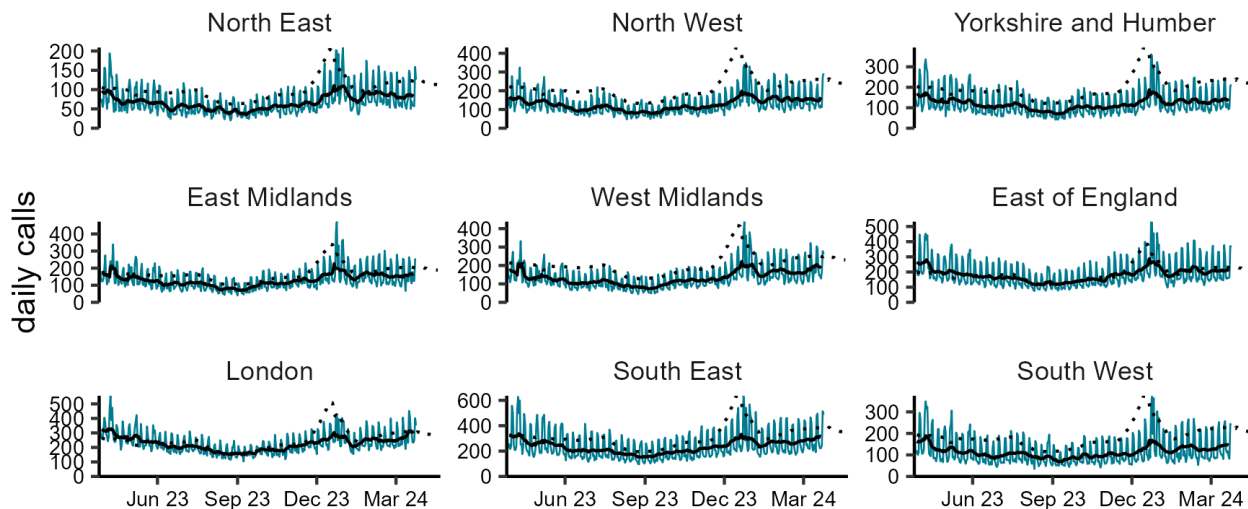 North East North West Yorkshire and Humber
200 150 100 50 0
400 300 200 100 0
300 200 100 0
East Midlands West Midlands East of England
daily calls
400 300 200 100 0
400 300 200 100 0
500 400 300 200 100 0
London South East South West
500 400 300 200 100 0
600 400 200 0
300 200 100 0
Jun 23 Sep 23 Dec 23 Mar 24 Jun 23 Sep 23 Dec 23 Mar 24 Jun 23 Sep 23 Dec 23 Mar 24